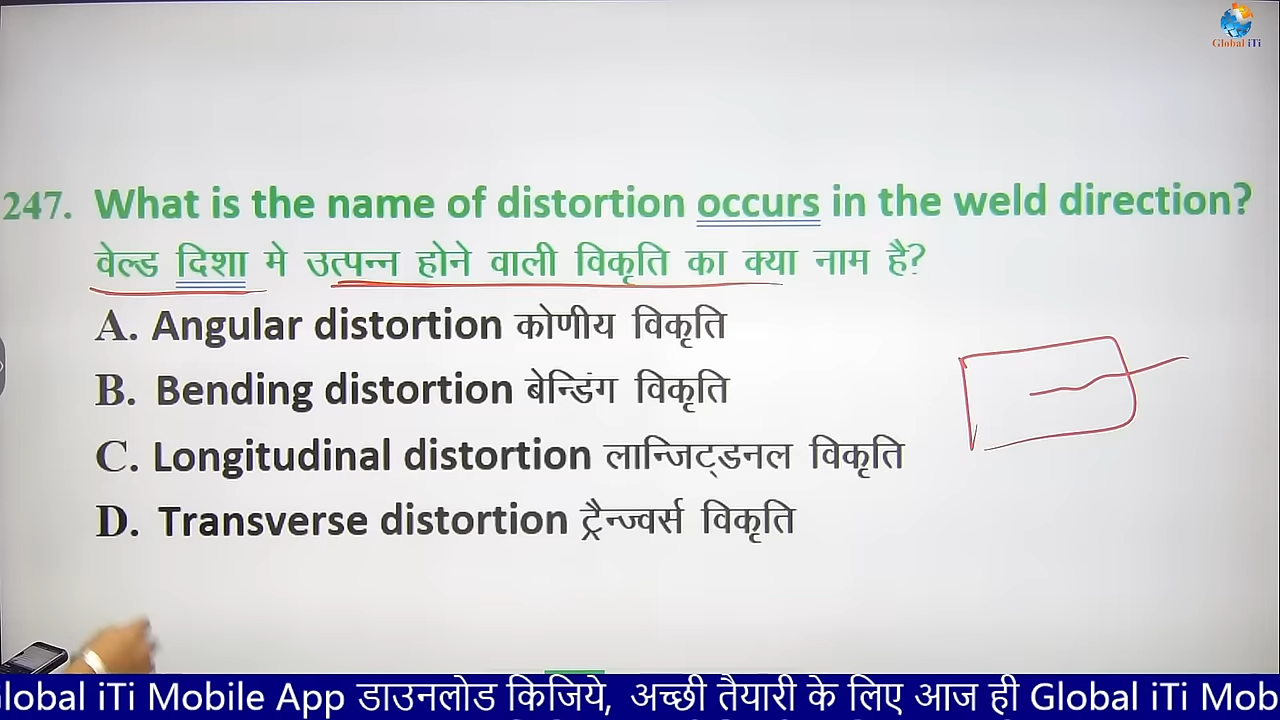 Global iTi
247. What is the name of distortion occurs in the weld direction?
वेल्ड दिशा मे उत्पन्न होने वाली विकृति का क्या नाम है?
A. Angular distortion कोणीय विकृति
B. Bending distortion बेन्डिंग विकृति
C. Longitudinal distortion लान्जिट्डनल विकृति
D. Transverse distortion ट्रैन्ज्वर्स विकृति
lobal iTi Mobile App डाउनलोड किजिये, अच्छी तैयारी के लिए आज ही Global iTi Mob